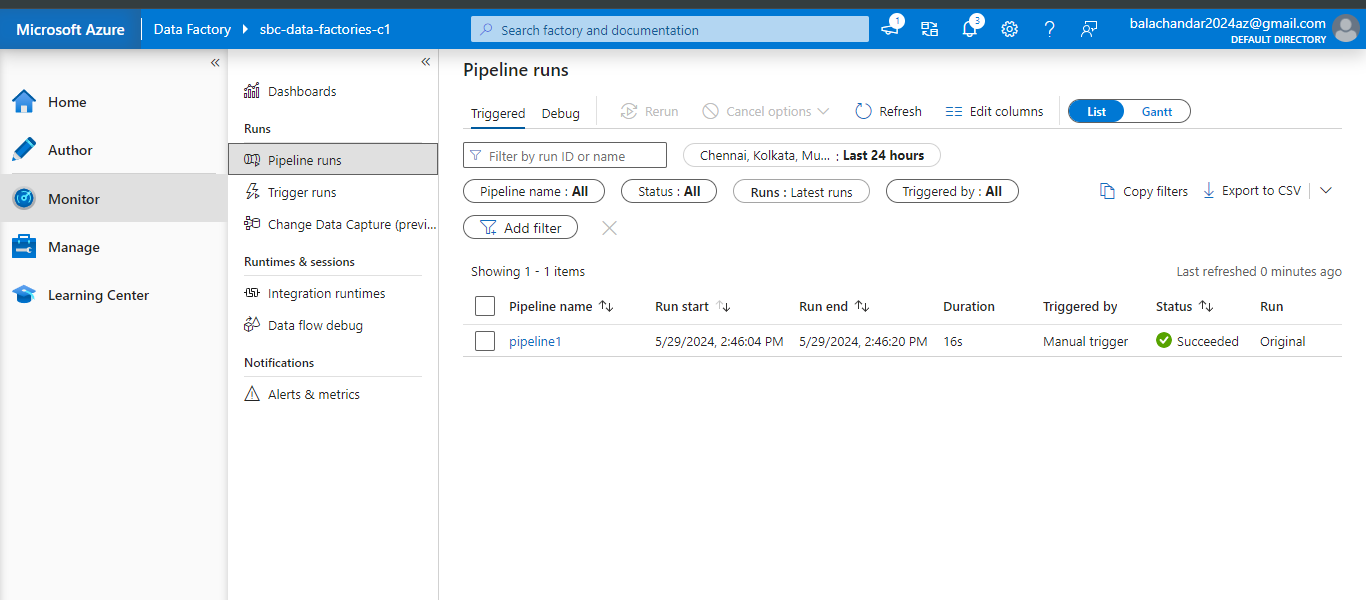 Microsoft Azure
Data Factory
sbc-data-factories-c1
Search factory and documentation
1
3
balachandar2024az@gmail.com
DEFAULT DIRECTORY
Home
Author
Monitor
Manage
Learning Center
Dashboards
Runs
Pipeline runs
Trigger runs
Change Data Capture (previ...
Runtimes & sessions
Integration runtimes
Data flow debug
Notifications
Alerts & metrics
Pipeline runs
Triggered Debug Rerun Cancel options Refresh Edit columns List Gantt
Filter by run ID or name Chennai, Kolkata, Mu... : Last 24 hours
Pipeline name : All Status : All Runs : Latest runs Triggered by : All Copy filters Export to CSV
Add filter
Showing 1 - 1 items Last refreshed 0 minutes ago
Pipeline name Run start Run end Duration Triggered by Status Run
pipeline1 5/29/2024, 2:46:04 PM 5/29/2024, 2:46:20 PM 16s Manual trigger Succeeded Original